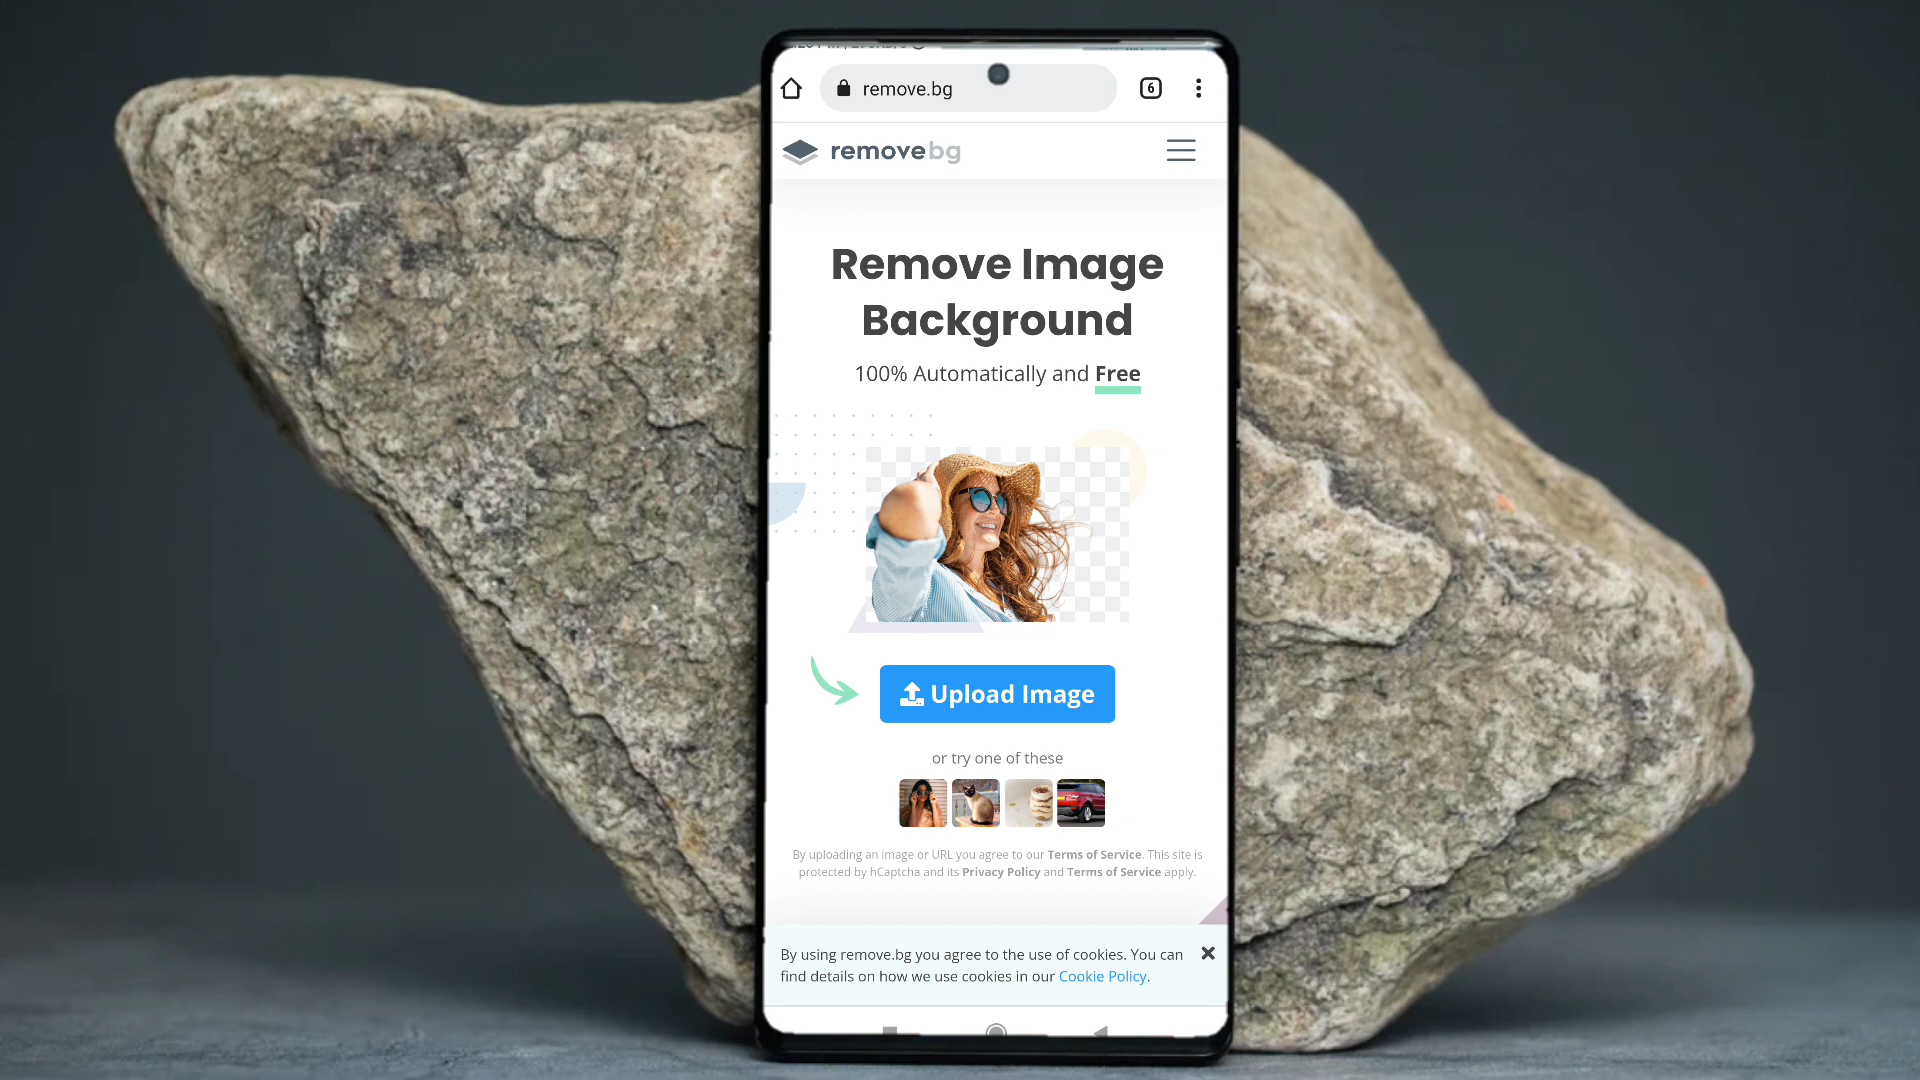 remove.bg
6
removebg
Remove Image
Background
100% Automatically and Free
Upload Image
or try one of these
By uploading an image or URL you agree to our Terms of Service. This site is
protected by hCaptcha and its Privacy Policy and Terms of Service apply.
By using remove.bg you agree to the use of cookies. You can
find details on how we use cookies in our Cookie Policy.